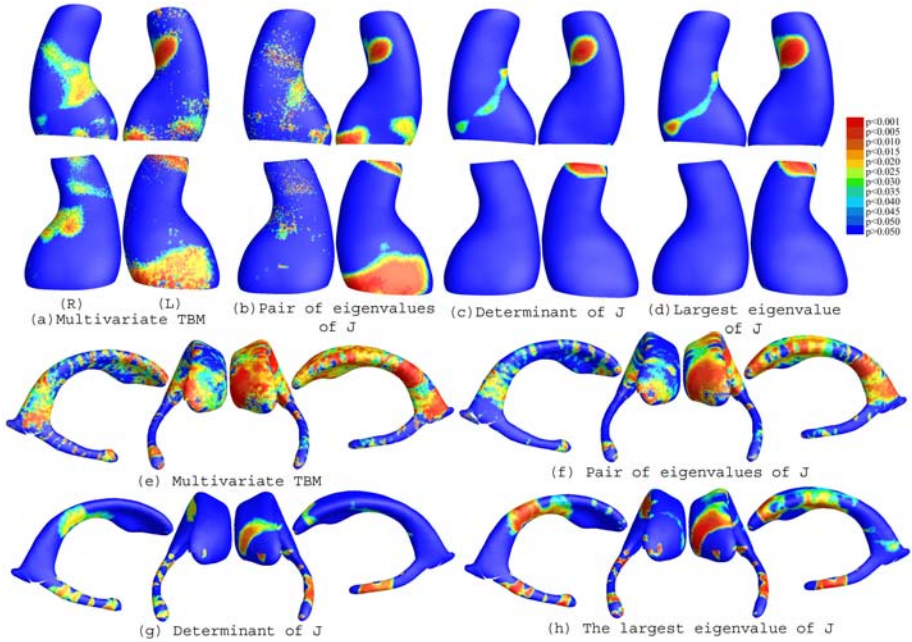 p<0.001
p<0.005
p<0.010
p<0.015
p<0.020
p<0.025
p<0.030
p<0.035
p<0.040
p<0.045
p<0.050
p>0.050
(R) (L)
(a)Multivariate TBM
(b)Pair of eigenvalues
of J
(c)Determinant of J
(d)Largest eigenvalue
of J
(e) Multivariate TBM
(f) Pair of eigenvalues of J
(g) Determinant of J
(h) The largest eigenvalue of J